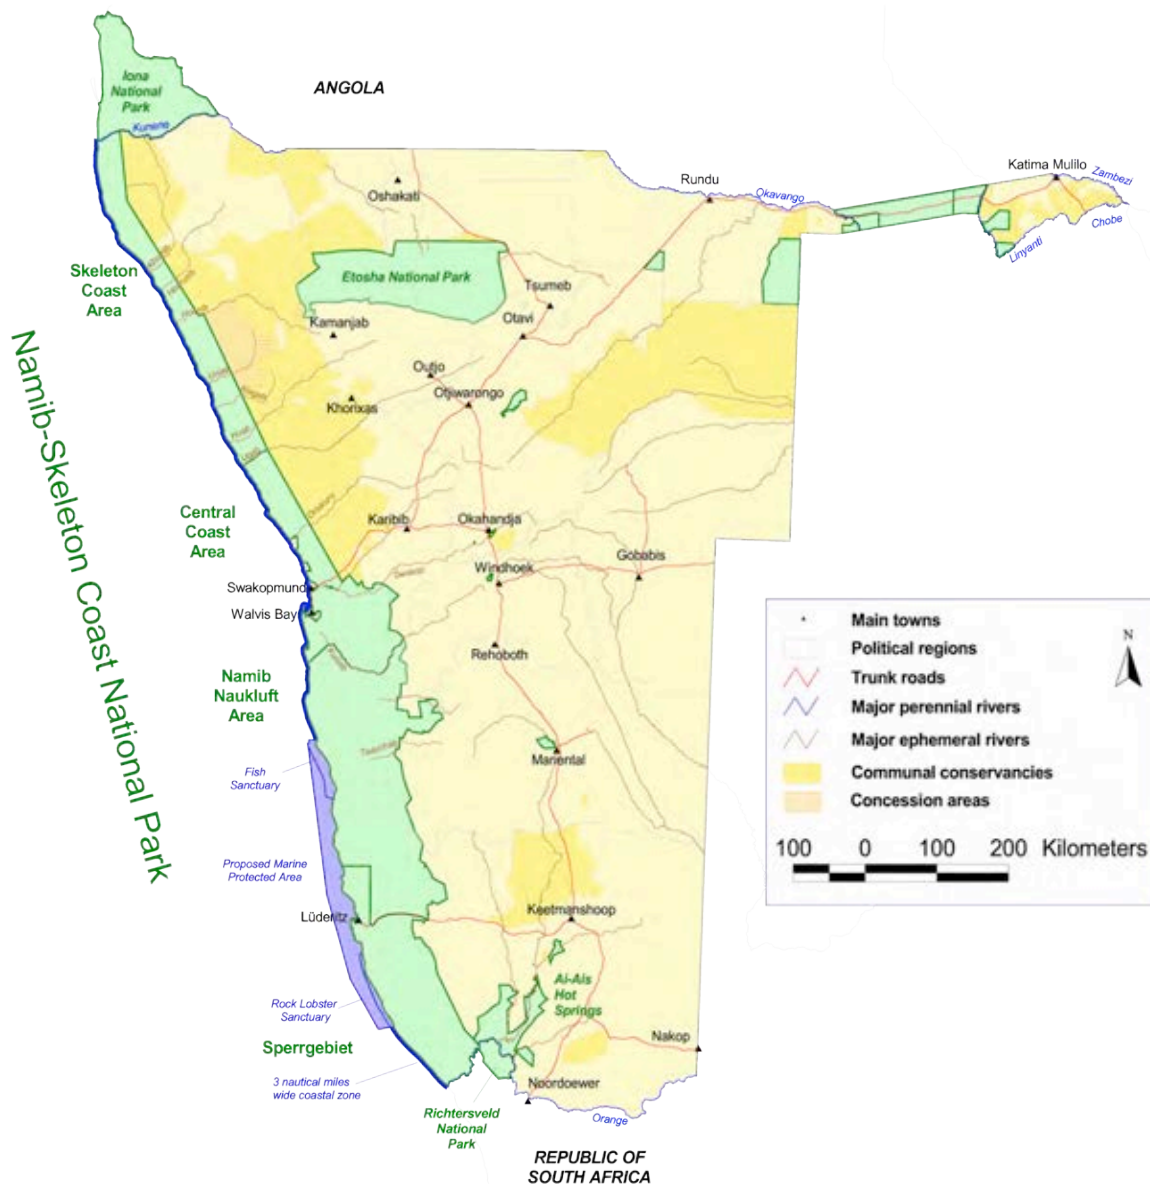 Iona
National
Park
ANGOLA
Kunene
Oshakati
Rundu
Okavango
Katima Mulilo
Zambezi
Chobe
Linyanti
Skeleton
Coast
Area
Etosha National Park
Tsumeb
Otavi
Kamanjab
Outjo
Otjiwarongo
Khorixas
Namib-Skeleton Coast National Park
Central
Coast
Area
Karibib
Okahandja
Gobabis
Windhoek
Swakopmund
Walvis Bay
Rehoboth
Namib
Naukluft
Area
Mariental
Fish
Sanctuary
Proposed Marine
Protected Area
Lüderitz
Keetmanshoop
Ai-Ais
Hot
Springs
Rock Lobster
Sanctuary
Sperrgebiet
3 nautical miles
wide coastal zone
Nakop
Noordoewer
Orange
Richtersveld
National
Park
REPUBLIC OF
SOUTH AFRICA
N
Main towns
Political regions
Trunk roads
Major perennial rivers
Major ephemeral rivers
Communal conservancies
Concession areas
100 0 100 200 Kilometers